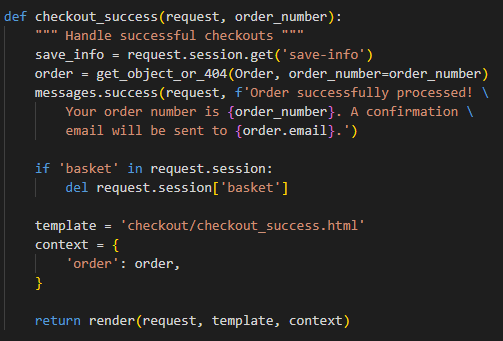 def checkout_success(request, order_number):
    """ Handle successful checkouts """
    save_info = request.session.get('save-info')
    order = get_object_or_404(Order, order_number=order_number)
    messages.success(request, f'Order successfully processed! \
        Your order number is {order_number}. A confirmation \
        email will be sent to {order.email}.')

    if 'basket' in request.session:
        del request.session['basket']

    template = 'checkout/checkout_success.html'
    context = {
        'order': order,
    }

    return render(request, template, context)